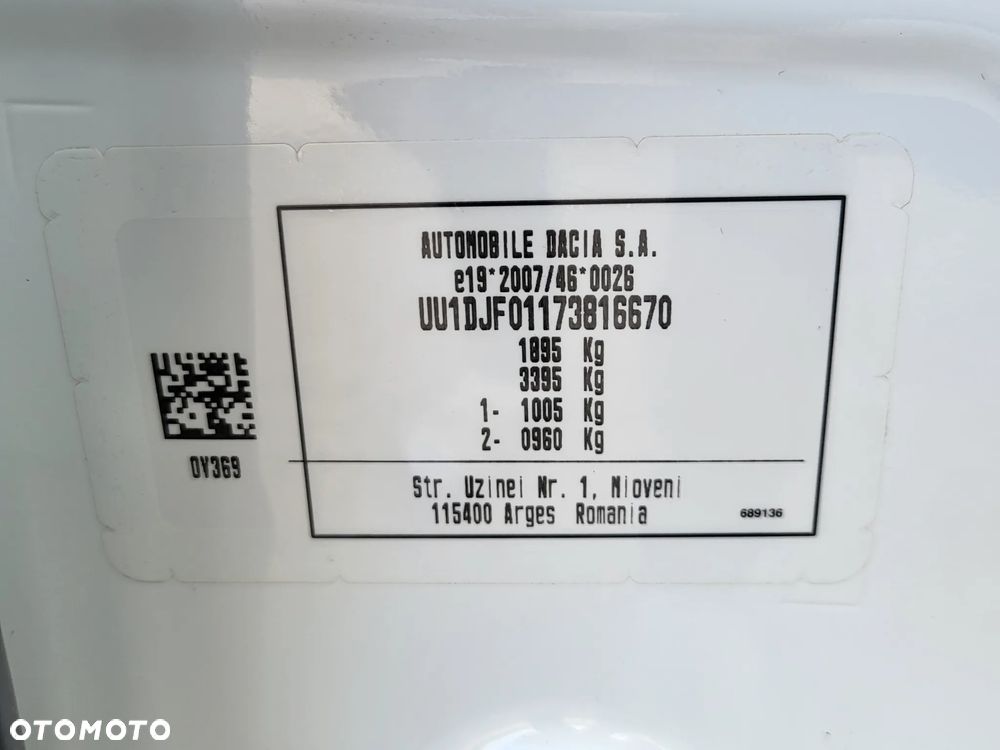 AUTOMOBILE DACIA S.A.
e19*2007/46*0026
UU1DJF01173816670
1895 Kg
3395 Kg
1- 1005 Kg
2- 0960 Kg
0V369
Str. Uzinei Nr. 1, Mioveni
115400 Arges Romania
689136
OTOMOTO